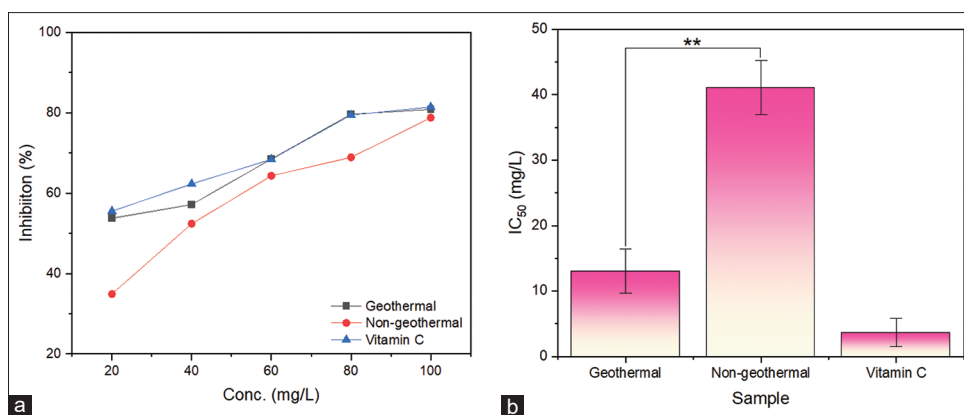 100
80
60
40
20
Inhibiiton (%)
Geothermal
Non-geothermal
Vitamin C
20 40 60 80 100
Conc. (mg/L)
a
50
40
30
20
10
0
IC50 (mg/L)
**
Geothermal Non-geothermal Vitamin C
Sample
b